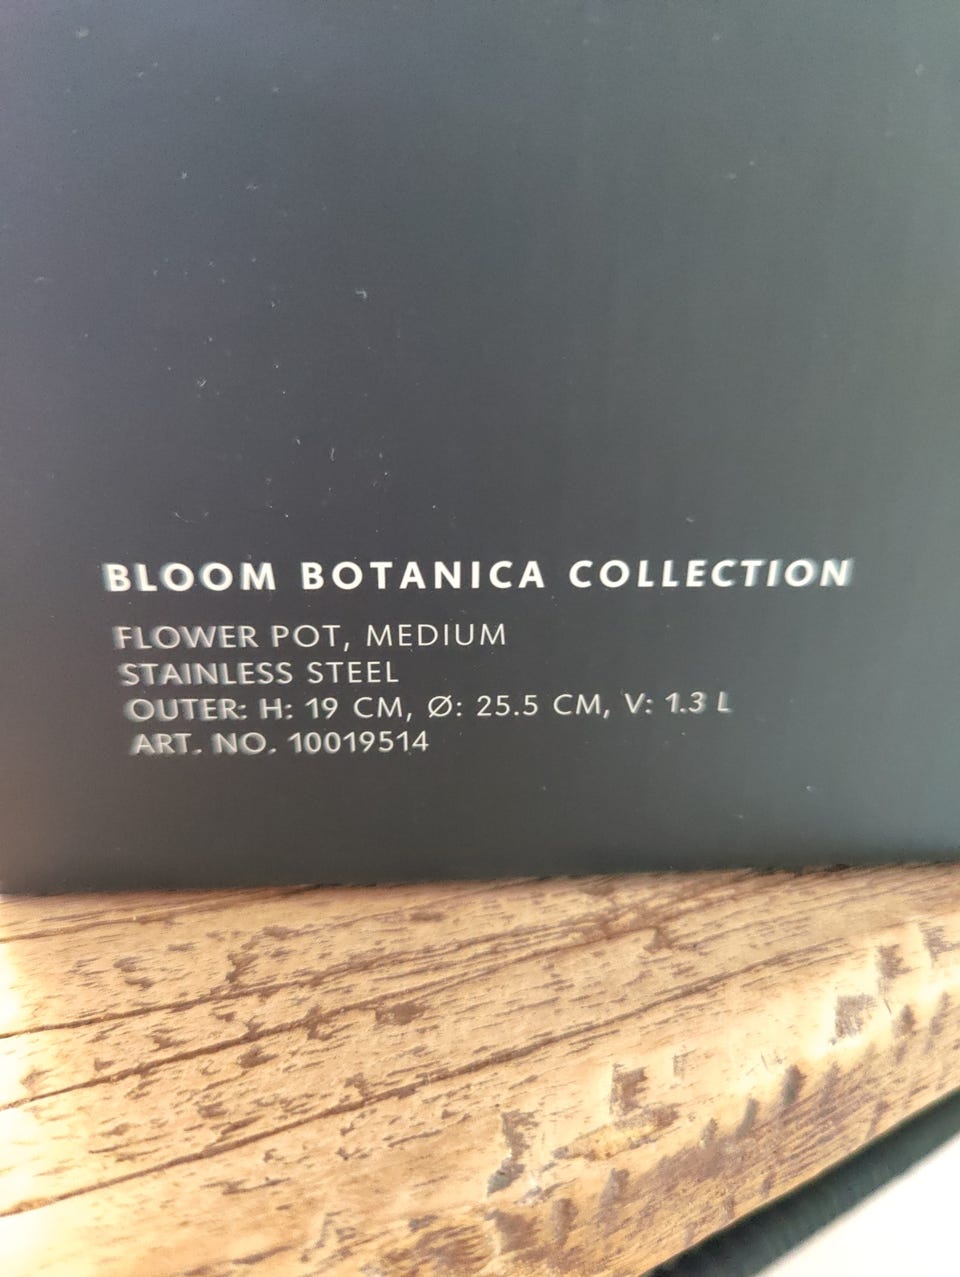 BLOOM BOTANICA COLLECTION
FLOWER POT, MEDIUM
STAINLESS STEEL
OUTER: H: 19 CM, Ø: 25.5 CM, V: 1.3 L
ART. NO. 10019514